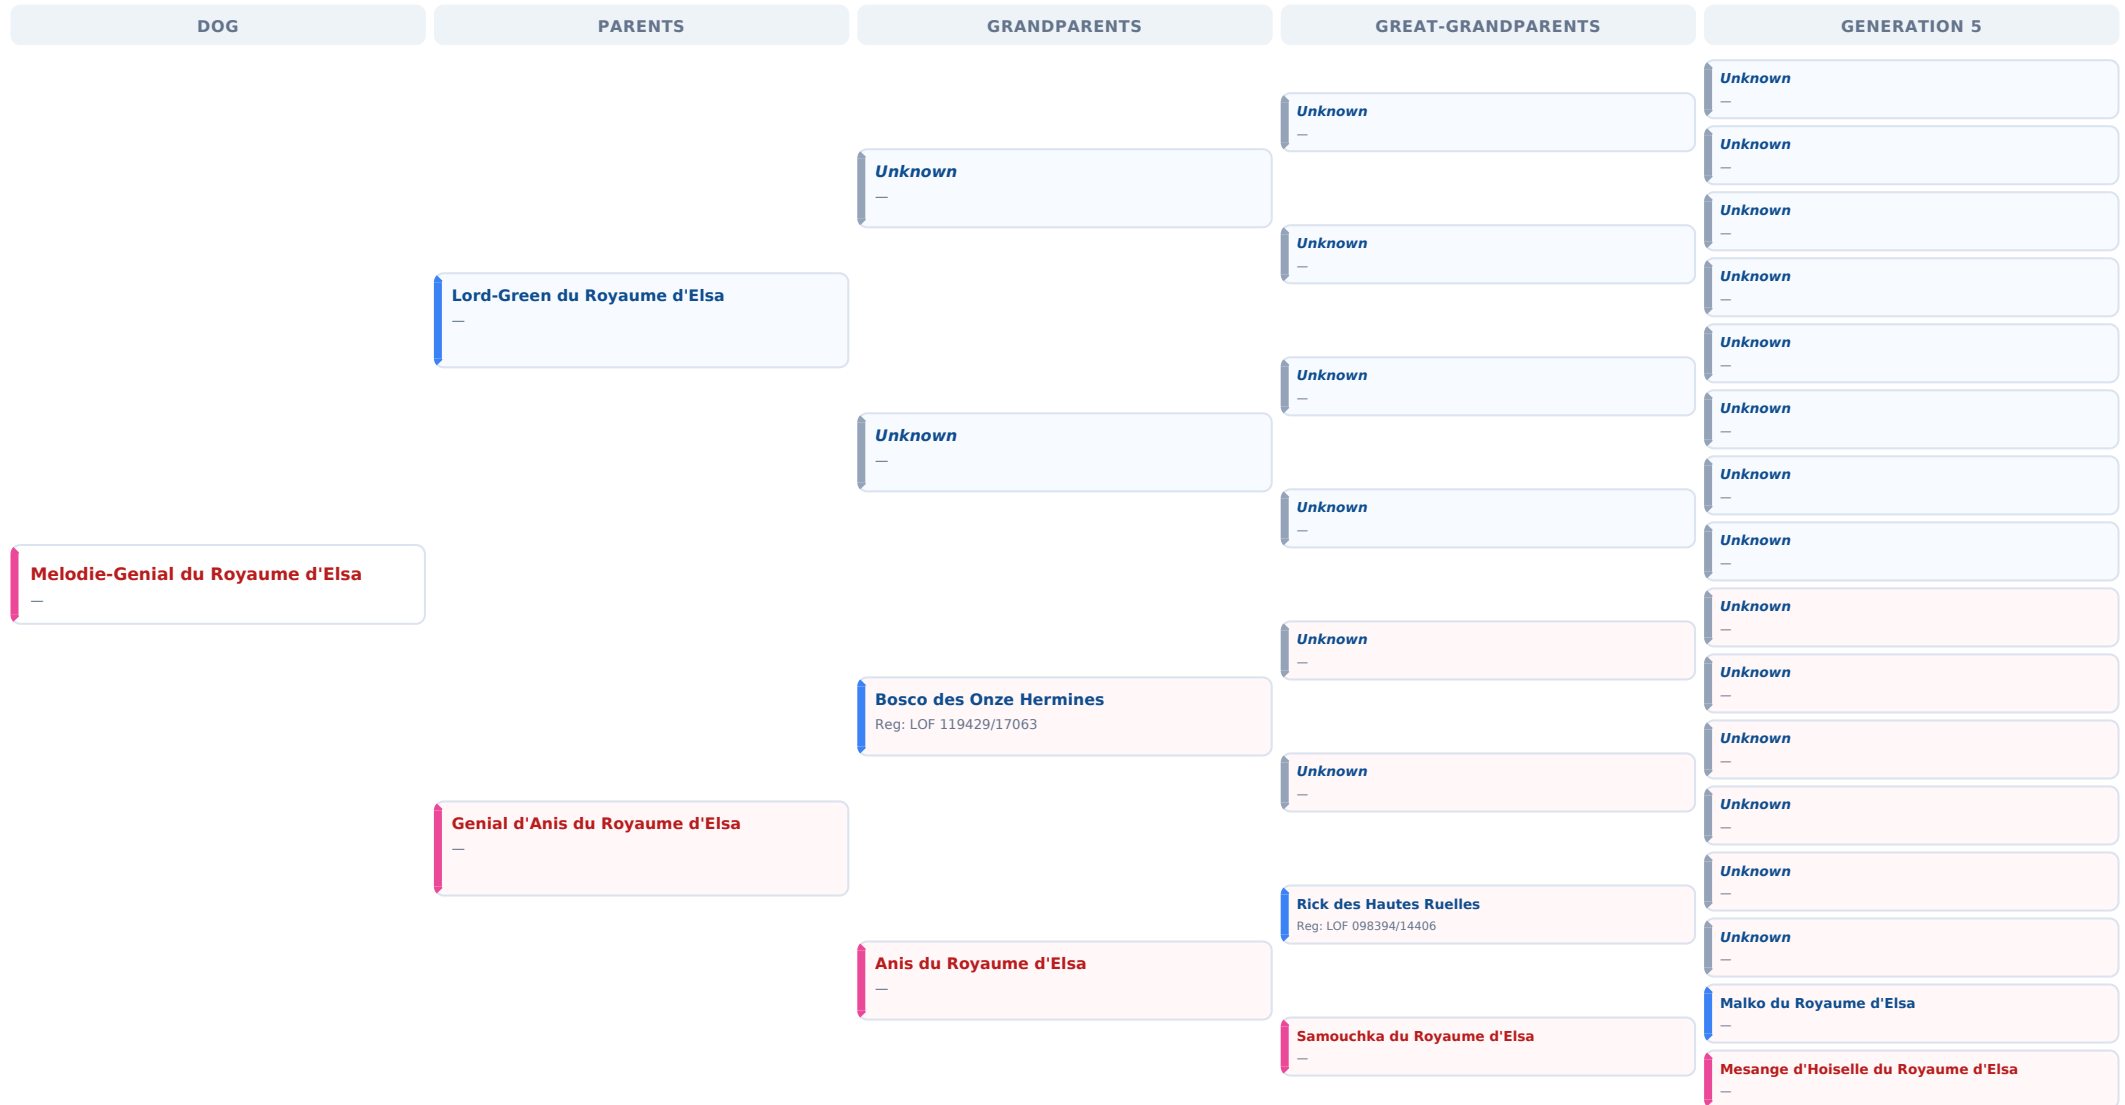 DOG
PARENTS
GRANDPARENTS
GREAT-GRANDPARENTS
GENERATION 5
Melodie-Genial du Royaume d'Elsa
—
Lord-Green du Royaume d'Elsa
—
Genial d'Anis du Royaume d'Elsa
—
Unknown
—
Unknown
—
Bosco des Onze Hermines
Reg: LOF 119429/17063
Anis du Royaume d'Elsa
—
Unknown
—
Unknown
—
Unknown
—
Unknown
—
Unknown
—
Unknown
—
Rick des Hautes Ruelles
Reg: LOF 098394/14406
Samouchka du Royaume d'Elsa
—
Unknown
—
Unknown
—
Unknown
—
Unknown
—
Unknown
—
Unknown
—
Unknown
—
Unknown
—
Unknown
—
Unknown
—
Unknown
—
Unknown
—
Unknown
—
Unknown
—
Malko du Royaume d'Elsa
—
Mesange d'Hoiselle du Royaume d'Elsa
—